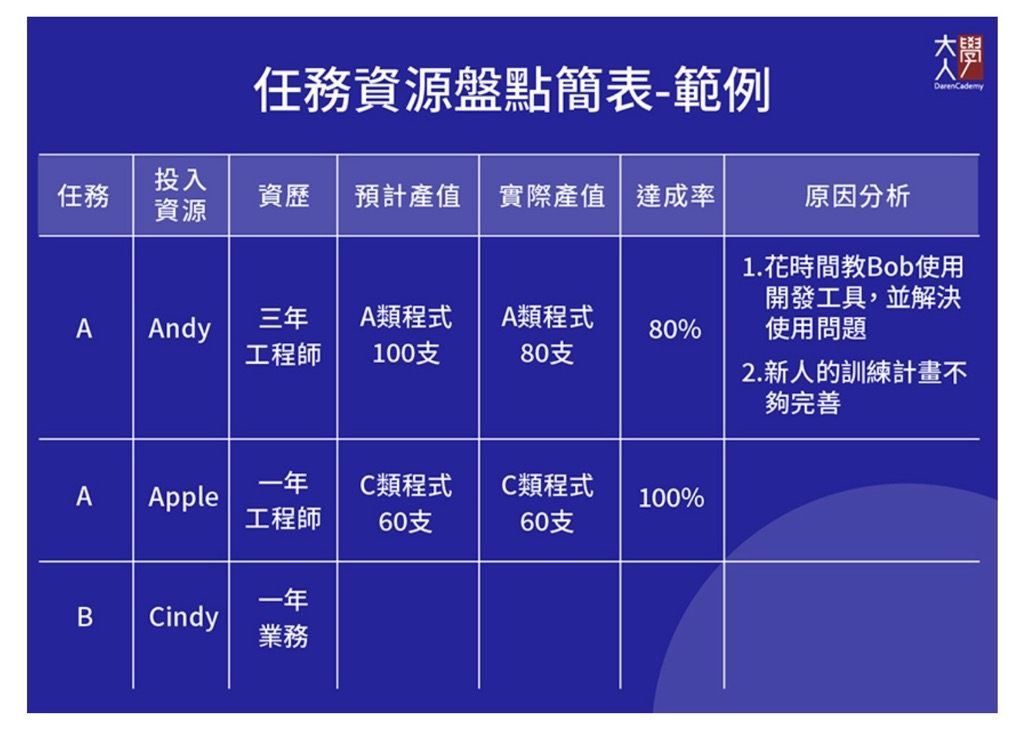 大學人
DarenCademy
任務資源盤點簡表-範例
任務
投入
資源
資歷
預計產值
實際產值
達成率
原因分析
A
Andy
三年
工程師
A類程式
100支
A類程式
80支
80%
1.花時間教Bob使用
開發工具，並解決
使用問題
2.新人的訓練計畫不
夠完善
A
Apple
一年
工程師
C類程式
60支
C類程式
60支
100%
B
Cindy
一年
業務